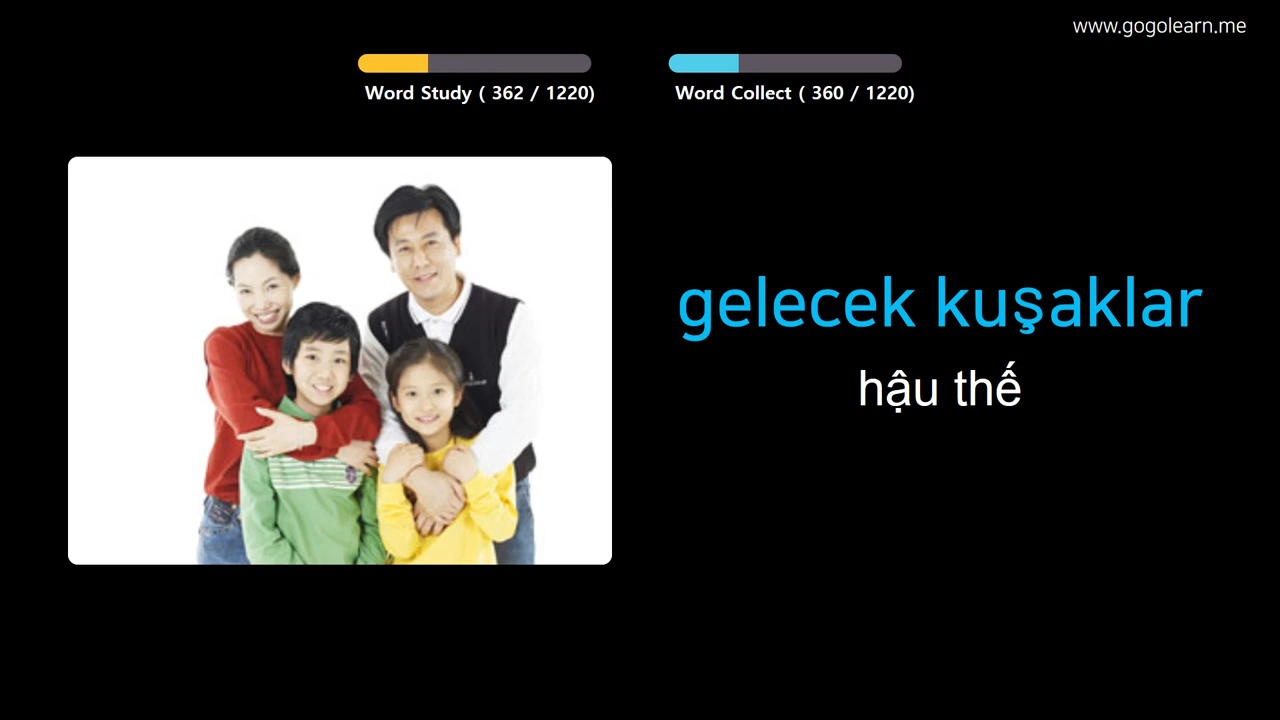 www.gogolearn.me
Word Study ( 362 / 1220)
Word Collect ( 360 / 1220)
gelecek kuşaklar
hậu thế